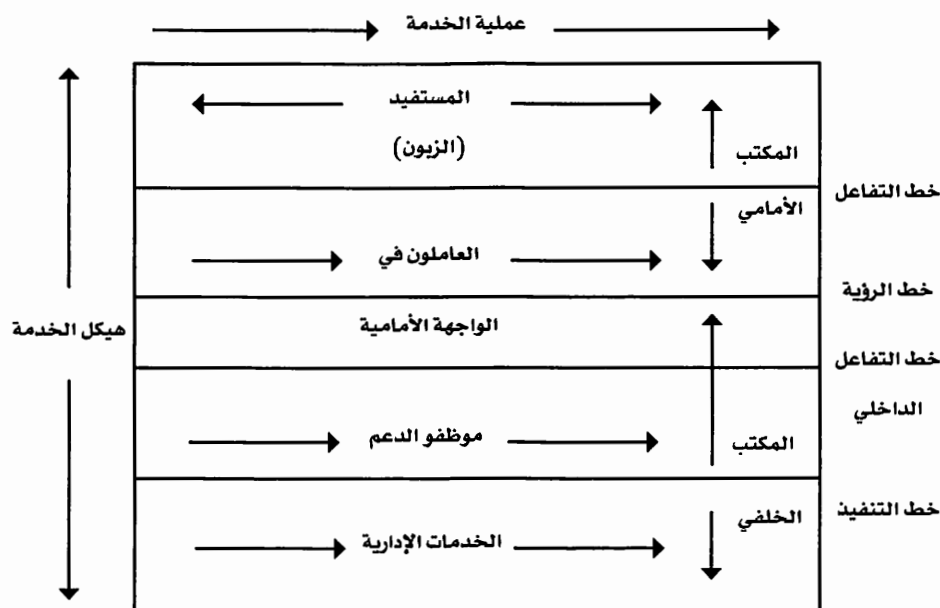 عملية الخدمة
المستفيد
(الزبون)
المكتب
خط التفاعل
الأمامي
العاملون في
خط الرؤية
الواجهة الأمامية
هيكل الخدمة
خط التفاعل
الداخلي
موظفو الدعم
المكتب
خط التنفيذ
الخلفي
الخدمات الإدارية